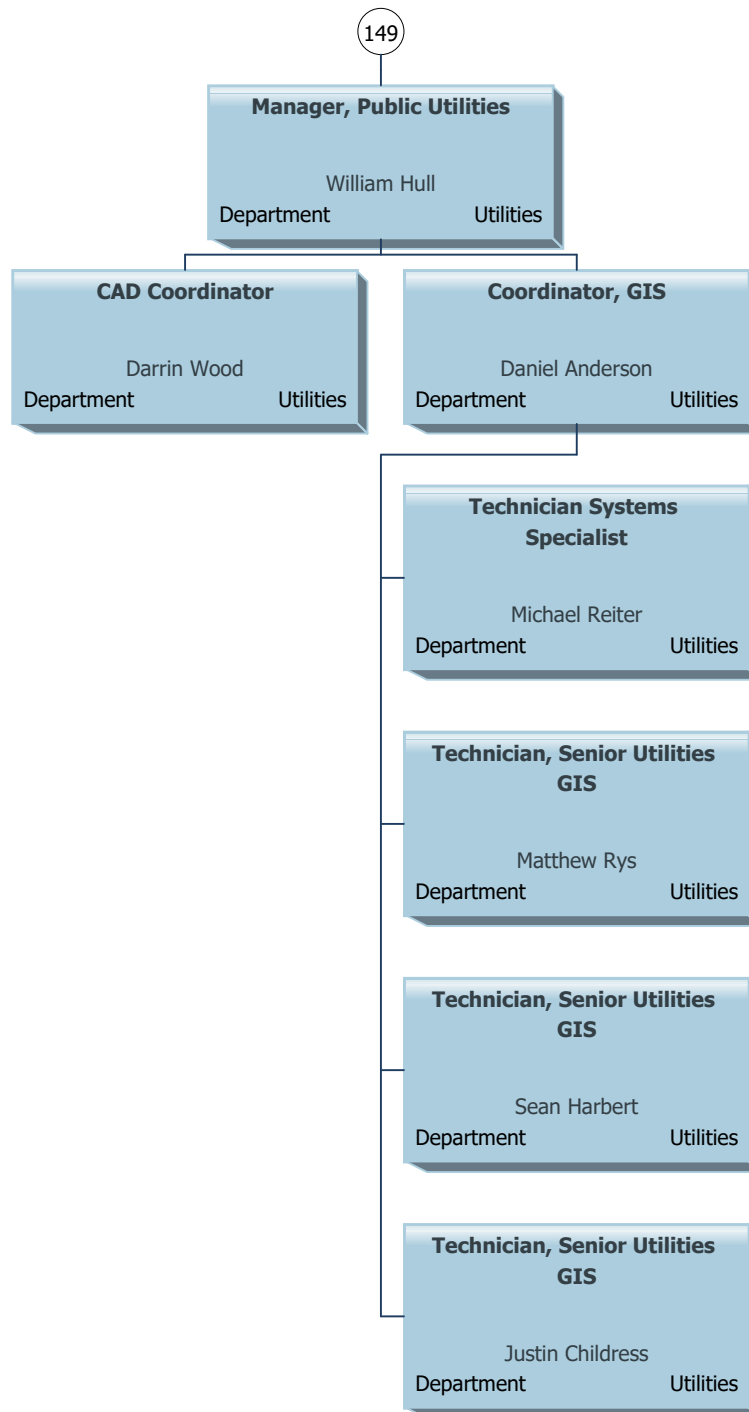 149
Manager, Public Utilities
William Hull
Department Utilities
CAD Coordinator
Darrin Wood
Department Utilities
Coordinator, GIS
Daniel Anderson
Department Utilities
Technician Systems
Specialist
Michael Reiter
Department Utilities
Technician, Senior Utilities
GIS
Matthew Rys
Department Utilities
Technician, Senior Utilities
GIS
Sean Harbert
Department Utilities
Technician, Senior Utilities
GIS
Justin Childress
Department Utilities